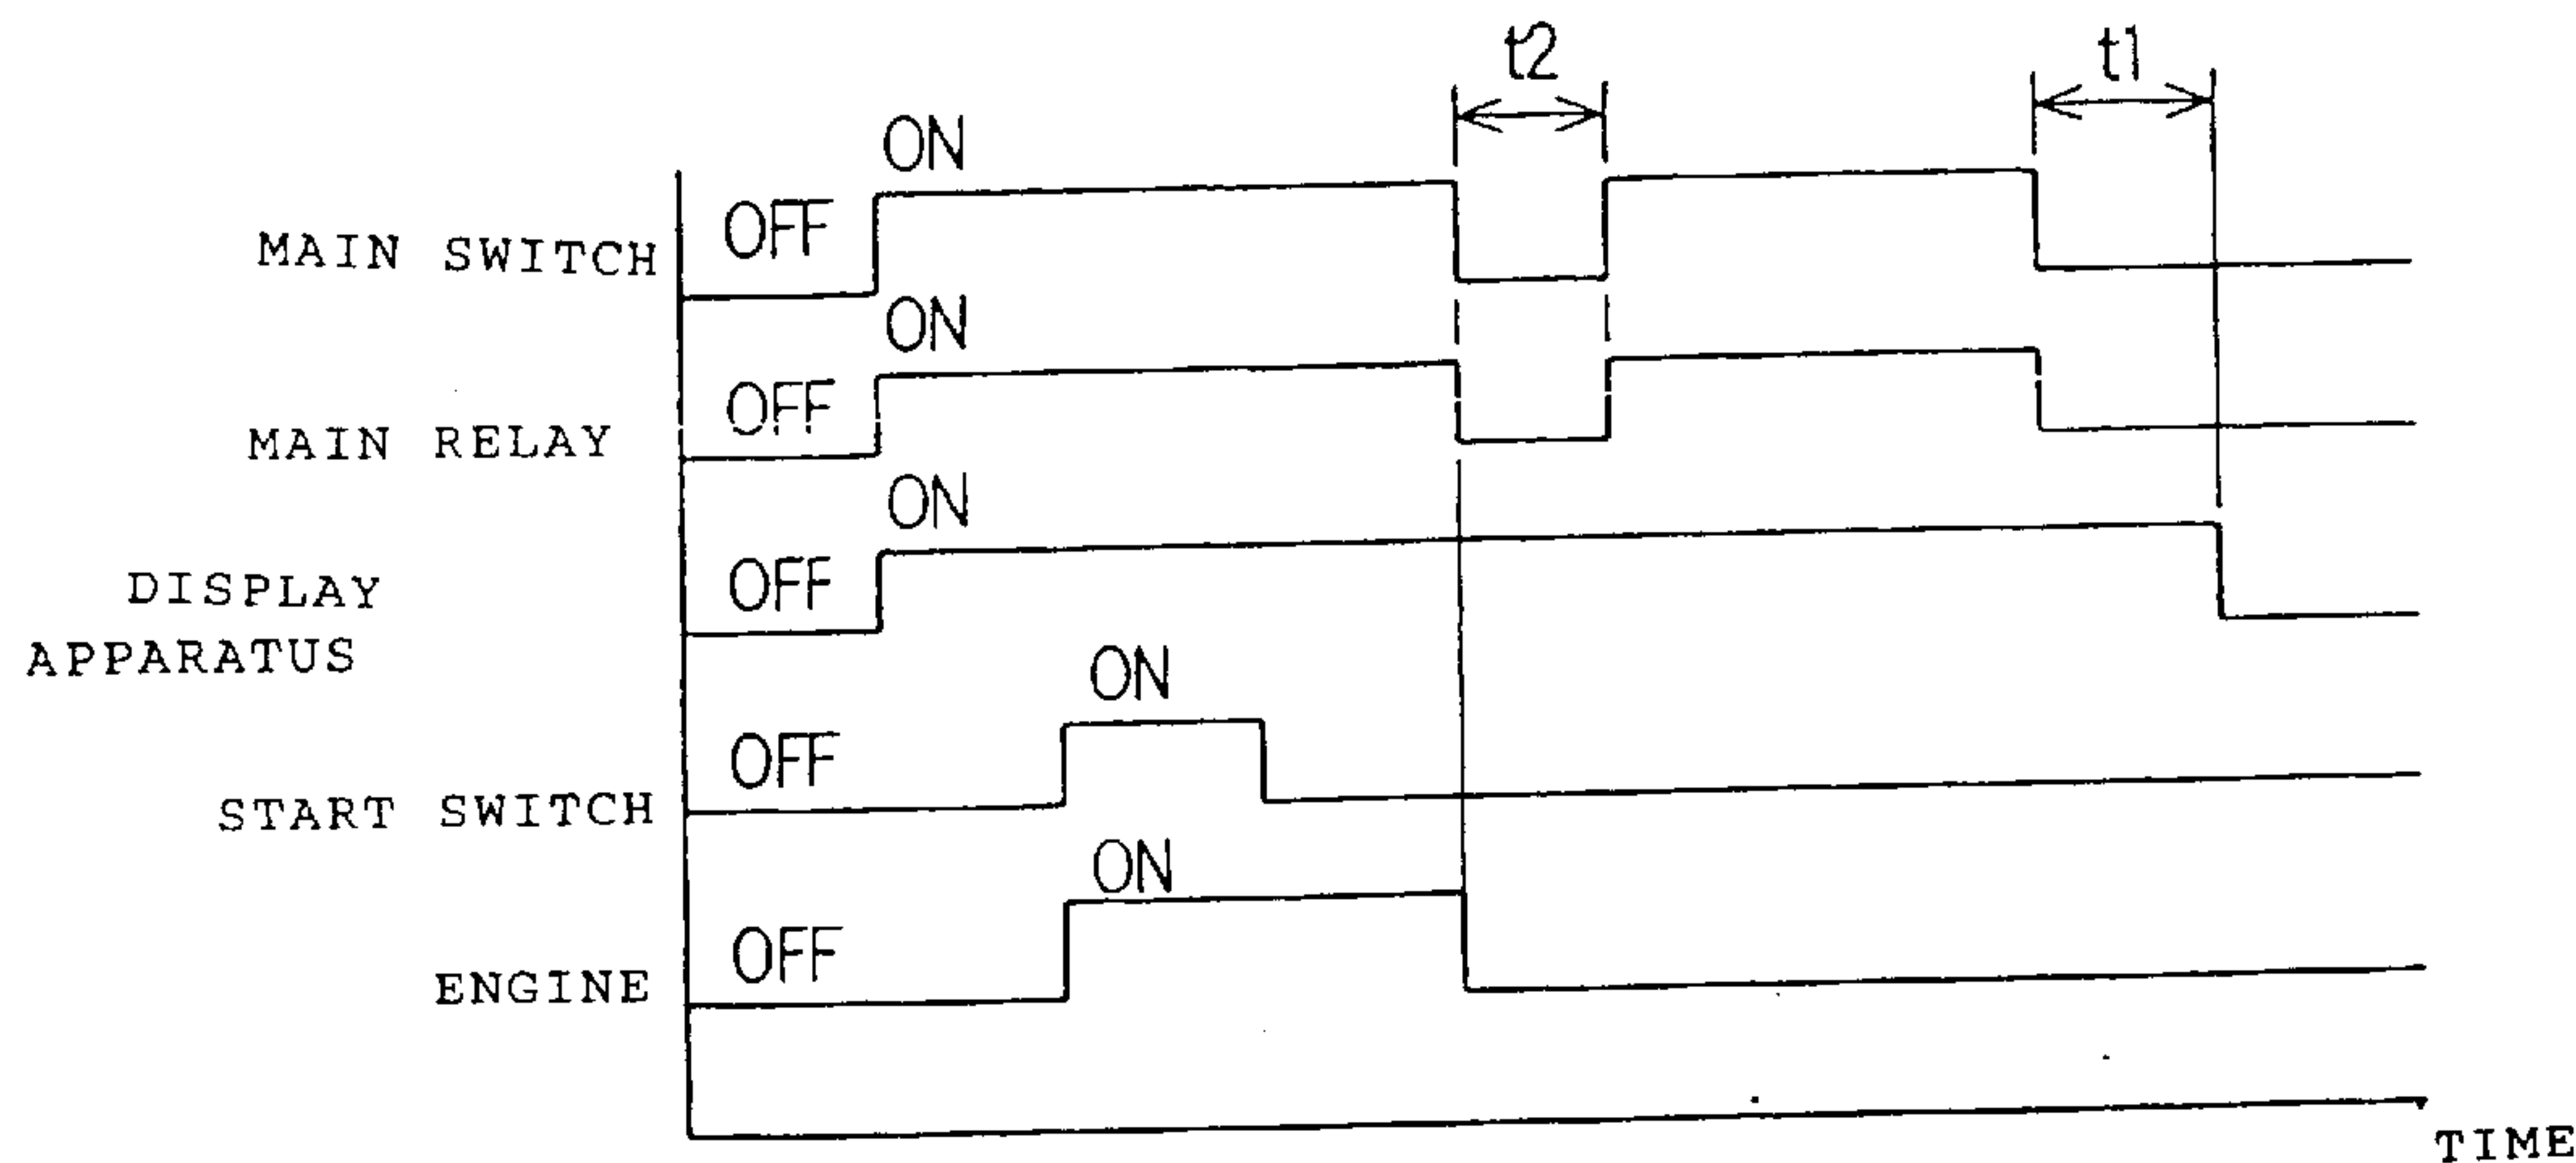 t2
t1
ON
OFF
MAIN SWITCH
ON
OFF
MAIN RELAY
ON
OFF
DISPLAY
APPARATUS
ON
OFF
START SWITCH
ON
OFF
ENGINE
TIME